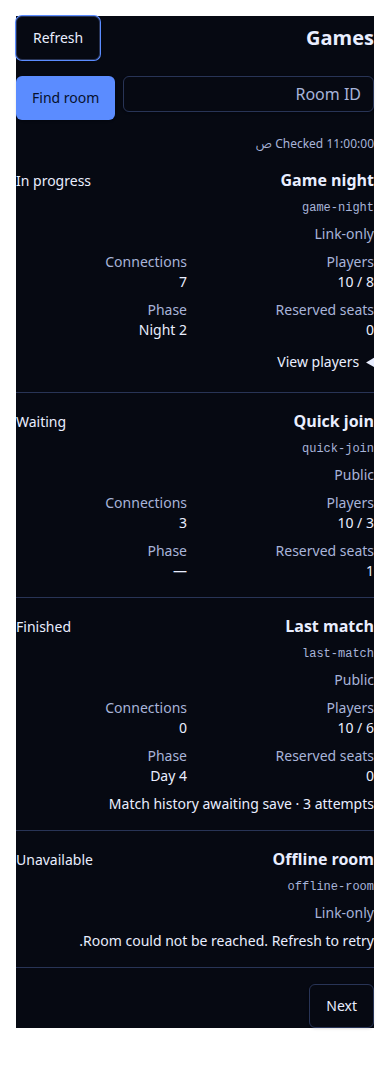 Games
Refresh
Room ID
Find room
Checked 11:00:00 ص
Game night
In progress
game-night
Link-only
Players
Connections
10 / 8
7
Reserved seats
Phase
0
Night 2
◀ View players
Quick join
Waiting
quick-join
Public
Players
Connections
10 / 3
3
Reserved seats
Phase
1
—
Last match
Finished
last-match
Public
Players
Connections
10 / 6
0
Reserved seats
Phase
0
Day 4
Match history awaiting save · 3 attempts
Offline room
Unavailable
offline-room
Link-only
.Room could not be reached. Refresh to retry
Next